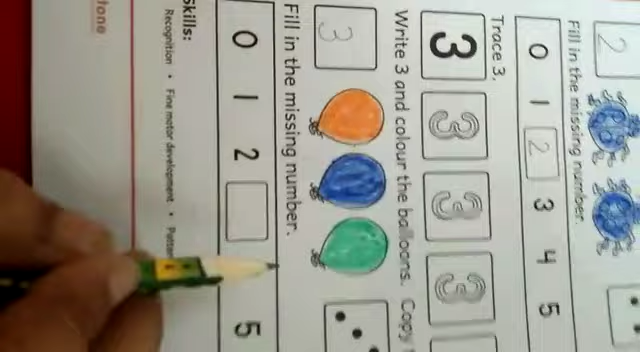 2
Fill in the missing number.
0 1 2 3 4 5
Trace 3.
3 3 3 3
Write 3 and colour the balloons. Copy
3
Fill in the missing number.
0 1 2 5
Skills:
Recognition • Fine motor development •
tone